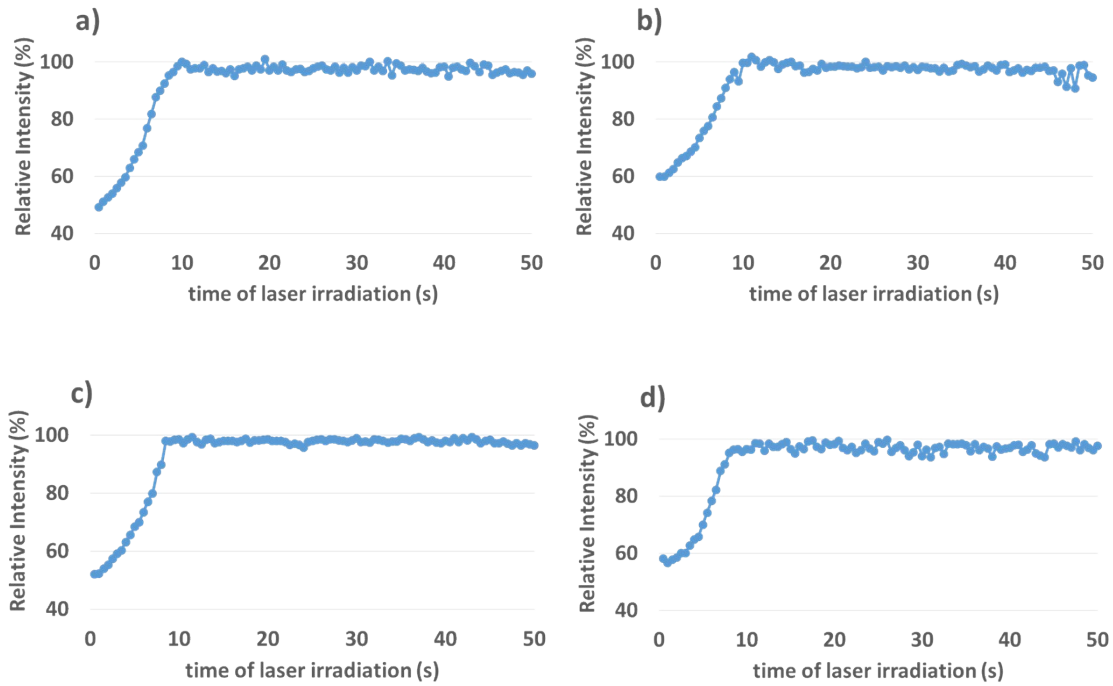 a)
Relative Intensity (%)
100
80
60
40
0 10 20 30 40 50
time of laser irradiation (s)
b)
Relative Intensity (%)
100
80
60
40
0 10 20 30 40 50
time of laser irradiation (s)
c)
Relative Intensity (%)
100
80
60
40
0 10 20 30 40 50
time of laser irradiation (s)
d)
Relative Intensity (%)
100
80
60
40
0 10 20 30 40 50
time of laser irradiation (s)